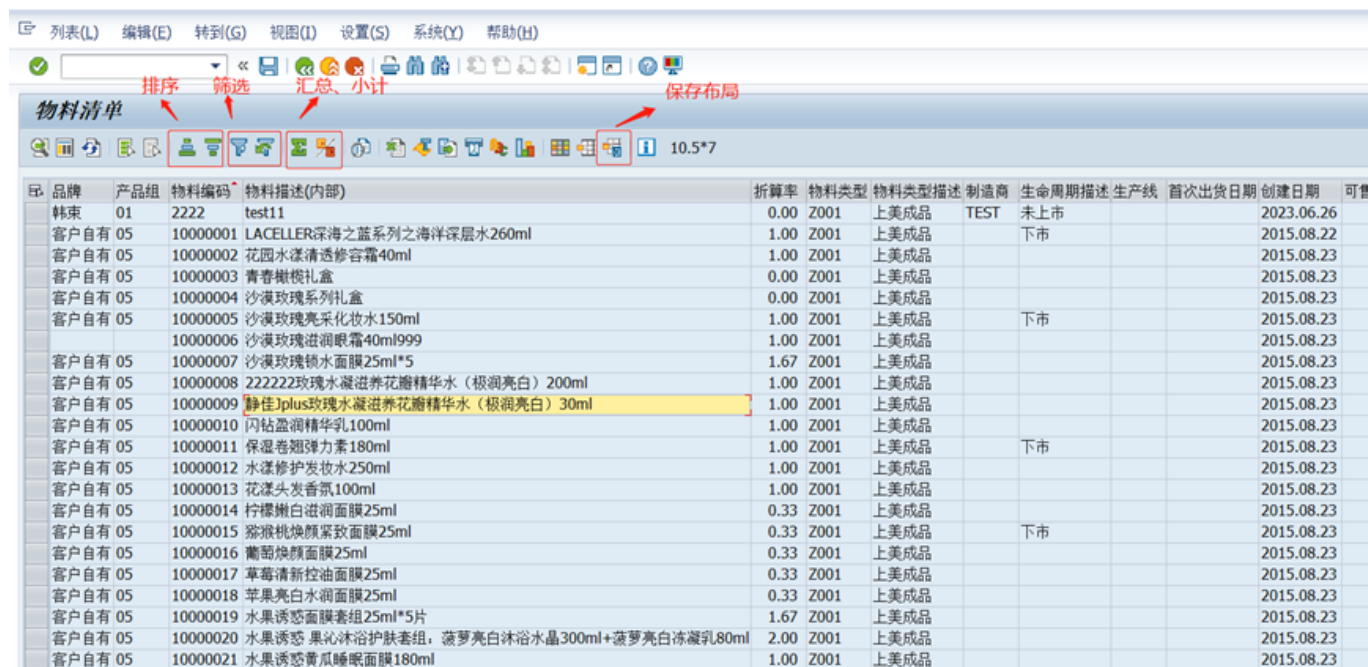 列表(L) 编辑(E) 转到(G) 视图(I) 设置(S) 系统(Y) 帮助(H)
排序 筛选 汇总、小计 保存布局
物料清单
10.5*7
品牌 产品组 物料编码 物料描述(内部) 折算率 物料类型 物料类型描述 制造商 生命周期描述 生产线 首次出货日期 创建日期 可售
韩束 01 2222 test11 0.00 Z001 上美成品 TEST 未上市 2023.06.26
客户自有 05 10000001 LACELLER深海之蓝系列之海洋深层水260ml 1.00 Z001 上美成品 下市 2015.08.22
客户自有 05 10000002 花园水漾清透修容霜40ml 1.00 Z001 上美成品 2015.08.23
客户自有 05 10000003 青春橄榄礼盒 0.00 Z001 上美成品 2015.08.23
客户自有 05 10000004 沙漠玫瑰系列礼盒 0.00 Z001 上美成品 2015.08.23
客户自有 05 10000005 沙漠玫瑰亮采化妆水150ml 1.00 Z001 上美成品 下市 2015.08.23
10000006 沙漠玫瑰滋润眼霜40ml999 1.00 Z001 上美成品 2015.08.23
客户自有 05 10000007 沙漠玫瑰锁水面膜25ml*5 1.67 Z001 上美成品 2015.08.23
客户自有 05 10000008 222222玫瑰水凝滋养花瓣精华水（极润亮白）200ml 1.00 Z001 上美成品 2015.08.23
客户自有 05 10000009 静佳Jplus玫瑰水凝滋养花瓣精华水（极润亮白）30ml 1.00 Z001 上美成品 2015.08.23
客户自有 05 10000010 闪钻盈润精华乳100ml 1.00 Z001 上美成品 2015.08.23
客户自有 05 10000011 保湿卷翘弹力素180ml 1.00 Z001 上美成品 下市 2015.08.23
客户自有 05 10000012 水漾修护发妆水250ml 1.00 Z001 上美成品 2015.08.23
客户自有 05 10000013 花漾头发香氛100ml 1.00 Z001 上美成品 2015.08.23
客户自有 05 10000014 柠檬嫩白滋润面膜25ml 0.33 Z001 上美成品 2015.08.23
客户自有 05 10000015 猕猴桃焕颜紧致面膜25ml 0.33 Z001 上美成品 下市 2015.08.23
客户自有 05 10000016 葡萄焕颜面膜25ml 0.33 Z001 上美成品 2015.08.23
客户自有 05 10000017 草莓清新控油面膜25ml 0.33 Z001 上美成品 2015.08.23
客户自有 05 10000018 苹果亮白水润面膜25ml 0.33 Z001 上美成品 2015.08.23
客户自有 05 10000019 水果诱惑面膜套组25ml*5片 1.67 Z001 上美成品 2015.08.23
客户自有 05 10000020 水果诱惑 果沁沐浴护肤套组，菠萝亮白沐浴水晶300ml+菠萝亮白冻凝乳80ml 2.00 Z001 上美成品 2015.08.23
客户自有 05 10000021 水果诱惑黄瓜睡眠面膜180ml 1.00 Z001 上美成品 2015.08.23